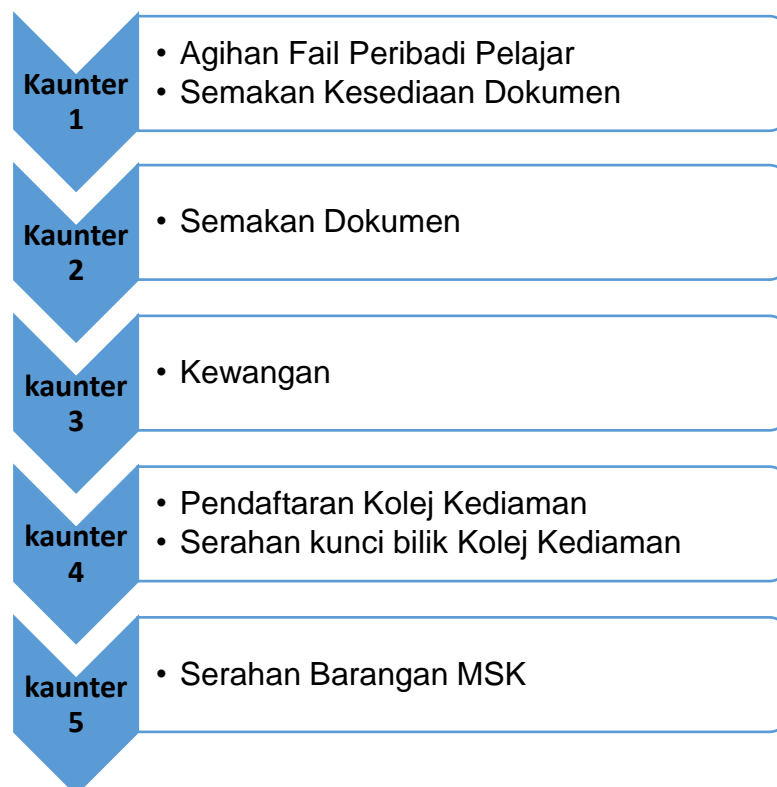 Kaunter
1
• Agihan Fail Peribadi Pelajar
• Semakan Kesediaan Dokumen
Kaunter
2
• Semakan Dokumen
kaunter
3
• Kewangan
kaunter
4
• Pendaftaran Kolej Kediaman
• Serahan kunci bilik Kolej Kediaman
kaunter
5
• Serahan Barangan MSK